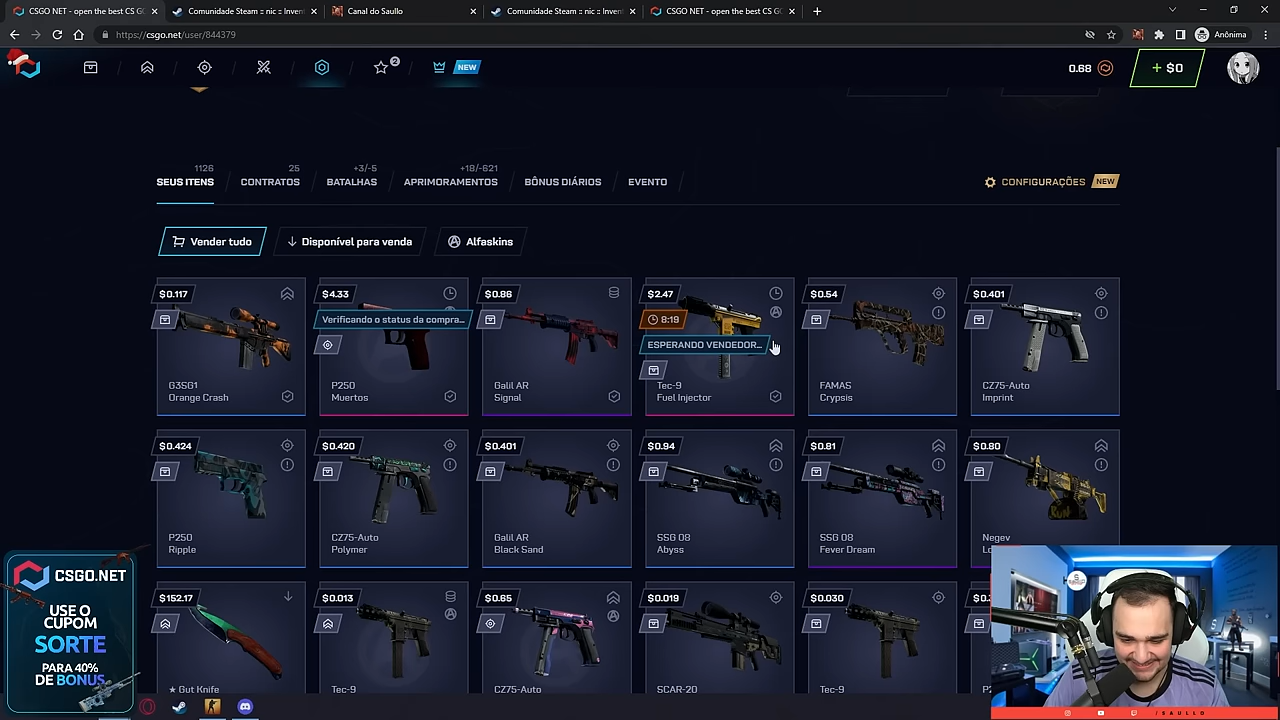 CSGO NET - open the best CS G
Comunidade Steam :: nic :: Inven
Canal do Saullo
Comunidade Steam :: nic :: Inven
CSGO NET - open the best CS G
https://csgo.net/user/844379
Anônima
2
NEW
0.68
+ $0
1126
SEUS ITENS
25
CONTRATOS
+3/-5
BATALHAS
+18/-621
APRIMORAMENTOS
BÔNUS DIÁRIOS
EVENTO
CONFIGURAÇÕES NEW
Vender tudo
Disponível para venda
Alfaskins
$0.117
G3SG1
Orange Crash
$4.33
Verificando o status da compra...
P250
Muertos
$0.86
Galil AR
Signal
$2.47
8:19
ESPERANDO VENDEDOR...
Tec-9
Fuel Injector
$0.54
FAMAS
Crypsis
$0.401
CZ75-Auto
Imprint
$0.424
P250
Ripple
$0.420
CZ75-Auto
Polymer
$0.401
Galil AR
Black Sand
$0.94
SSG 08
Abyss
$0.81
SSG 08
Fever Dream
$0.80
Negev
$152.17
★ Gut Knife
$0.013
Tec-9
$0.65
CZ75-Auto
$0.019
SCAR-20
$0.030
Tec-9
CSGO.NET
USE O
CUPOM
SORTE
PARA 40%
DE BONUS
/SAULLO